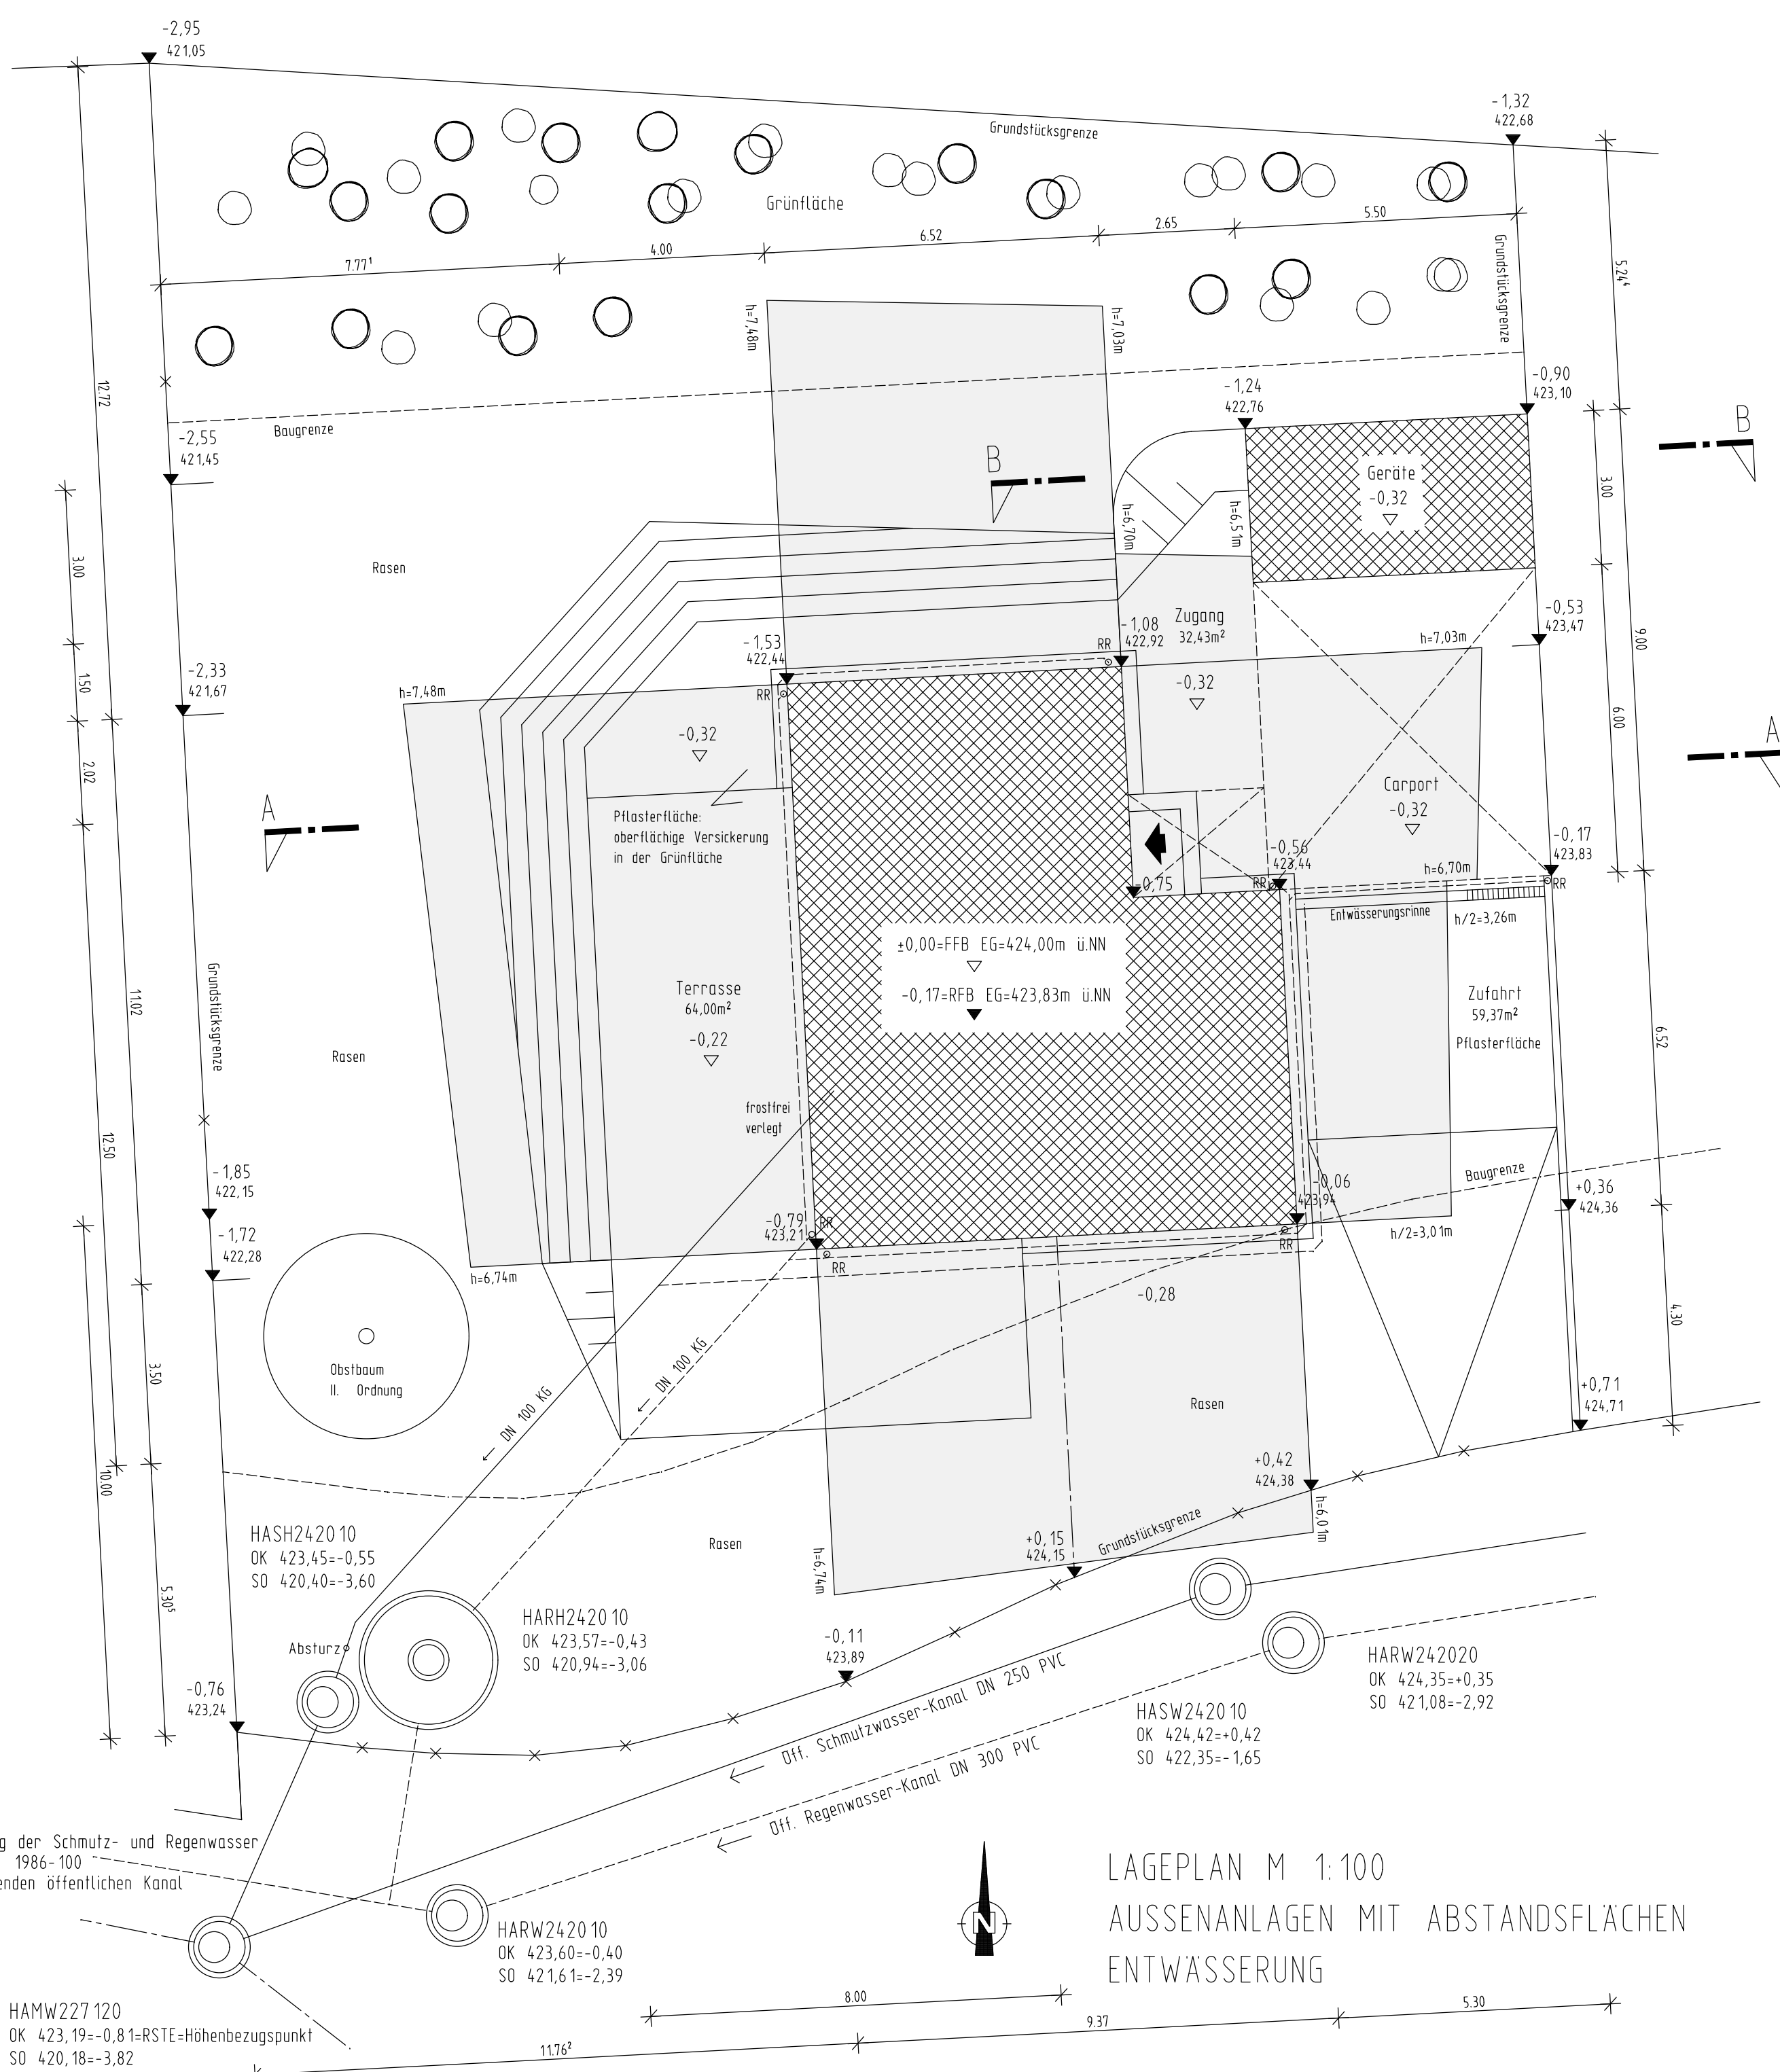 -2,95
421,05
-1,32
422,68
Grundstücksgrenze
Grünfläche
7.77¹
4.00
6.52
2.65
5.50
Grundstücksgrenze
5.24⁴
12.72
h=7,48m
h=7,03m
-0,90
423,10
-1,24
422,76
Baugrenze
-2,55
421,45
B
B
Geräte
-0,32
3.00
h=6,70m
h=6,51m
Rasen
3.00
-0,53
423,47
Zugang
32,43m²
-1,08
422,92
RR
h=7,03m
9.00
-1,53
422,44
RR
-2,33
421,67
1.50
h=7,48m
-0,32
-0,32
6.00
A
2.02
A
Carport
-0,32
Pflasterfläche:
oberflächige Versickerung
in der Grünfläche
-0,17
423,83
-0,56
423,44
RR
-0,75
h=6,70m
RR
Entwässerungsrinne
h/2=3,26m
±0,00=FFB EG=424,00m ü.NN
-0,17=RFB EG=423,83m ü.NN
Terrasse
64,00m²
-0,22
Zufahrt
59,37m²
Pflasterfläche
Grundstücksgrenze
11.02
6.52
Rasen
frostfrei
verlegt
12.50
-1,85
422,15
-1,72
422,28
Baugrenze
-0,06
423,94
+0,36
424,36
-0,79
423,21
RR
RR
RR
h/2=3,01m
h=6,74m
-0,28
4.30
Obstbaum
II. Ordnung
3.50
DN 100 KG
DN 100 KG
Rasen
+0,71
424,71
10.00
+0,42
424,38
h=6,01m
HASH242010
OK 423,45=-0,55
SO 420,40=-3,60
Rasen
h=6,74m
+0,15
424,15
Grundstücksgrenze
5.30⁵
HARH242010
OK 423,57=-0,43
SO 420,94=-3,06
Absturz
-0,11
423,89
-0,76
423,24
HARW242020
OK 424,35=+0,35
SO 421,08=-2,92
HASW242010
OK 424,42=+0,42
SO 422,35=-1,65
Öff. Schmutzwasser-Kanal DN 250 PVC
Öff. Regenwasser-Kanal DN 300 PVC
g der Schmutz- und Regenwasser
1986-100
enden öffentlichen Kanal
HARW242010
OK 423,60=-0,40
SO 421,61=-2,39
N
LAGEPLAN M 1:100
AUSSENANLAGEN MIT ABSTANDSFLÄCHEN
ENTWÄSSERUNG
HAMW227120
OK 423,19=-0,81=RSTE=Höhenbezugspunkt
SO 420,18=-3,82
8.00
5.30
9.37
11.76²